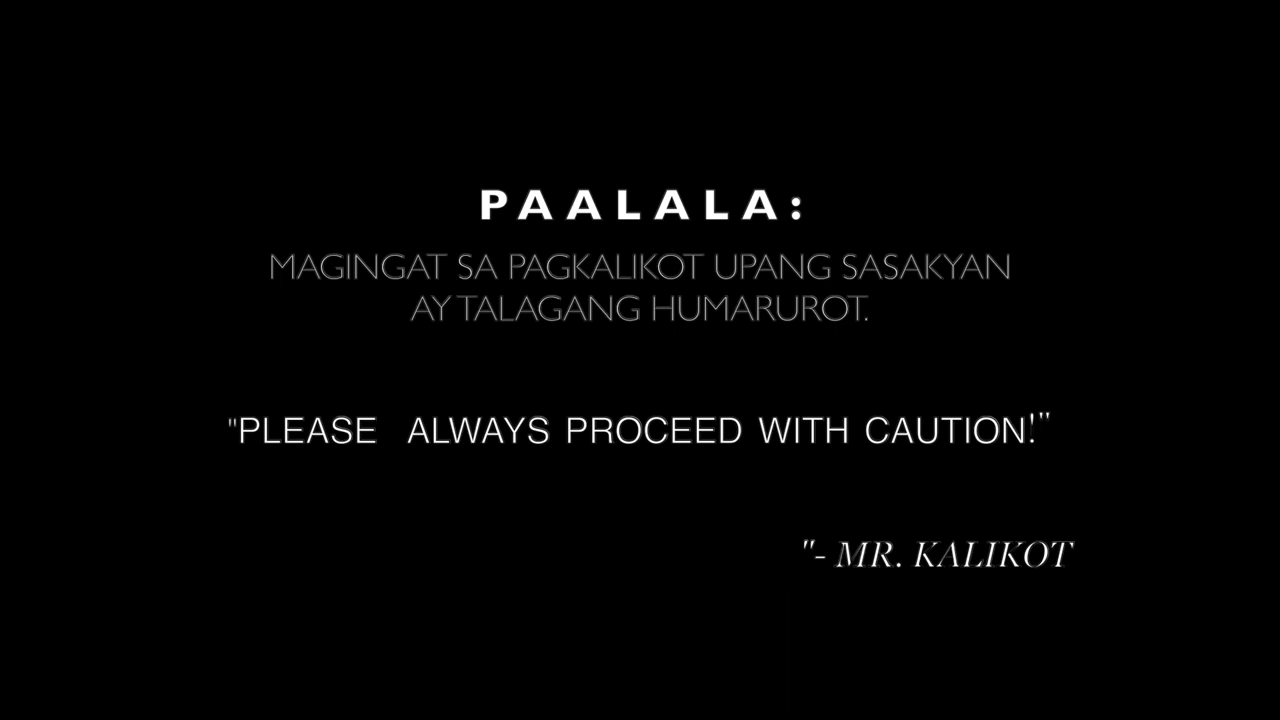 PAALALA:
MAGINGAT SA PAGKALIKOT UPANG SASAKYAN
AY TALAGANG HUMARUROT.
"PLEASE ALWAYS PROCEED WITH CAUTION!"
"- MR. KALIKOT